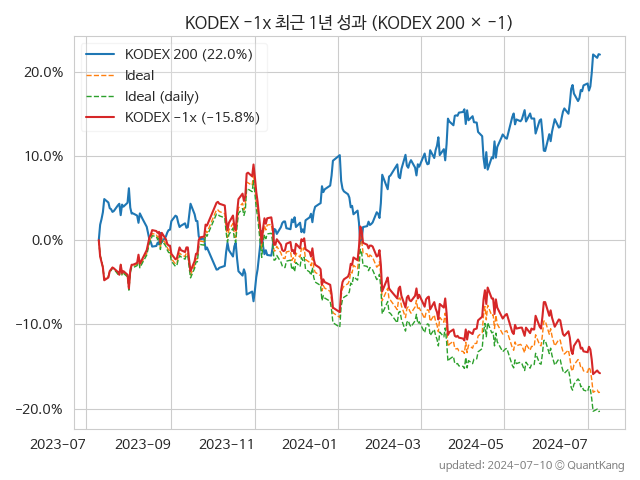 KODEX −1x 최근 1년 성과 (KODEX 200 × −1)
KODEX 200 (22.0%)
Ideal
Ideal (daily)
KODEX −1x (−15.8%)
20.0%
10.0%
0.0%
−10.0%
−20.0%
2023-07 2023-09 2023-11 2024-01 2024-03 2024-05 2024-07
updated: 2024-07-10 © QuantKang